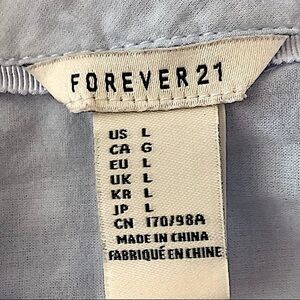 FOREVER 21
US L
CA G
EU L
UK L
KR L
JP L
CN 170/98A
MADE IN CHINA
FABRIQUÉ EN CHINE